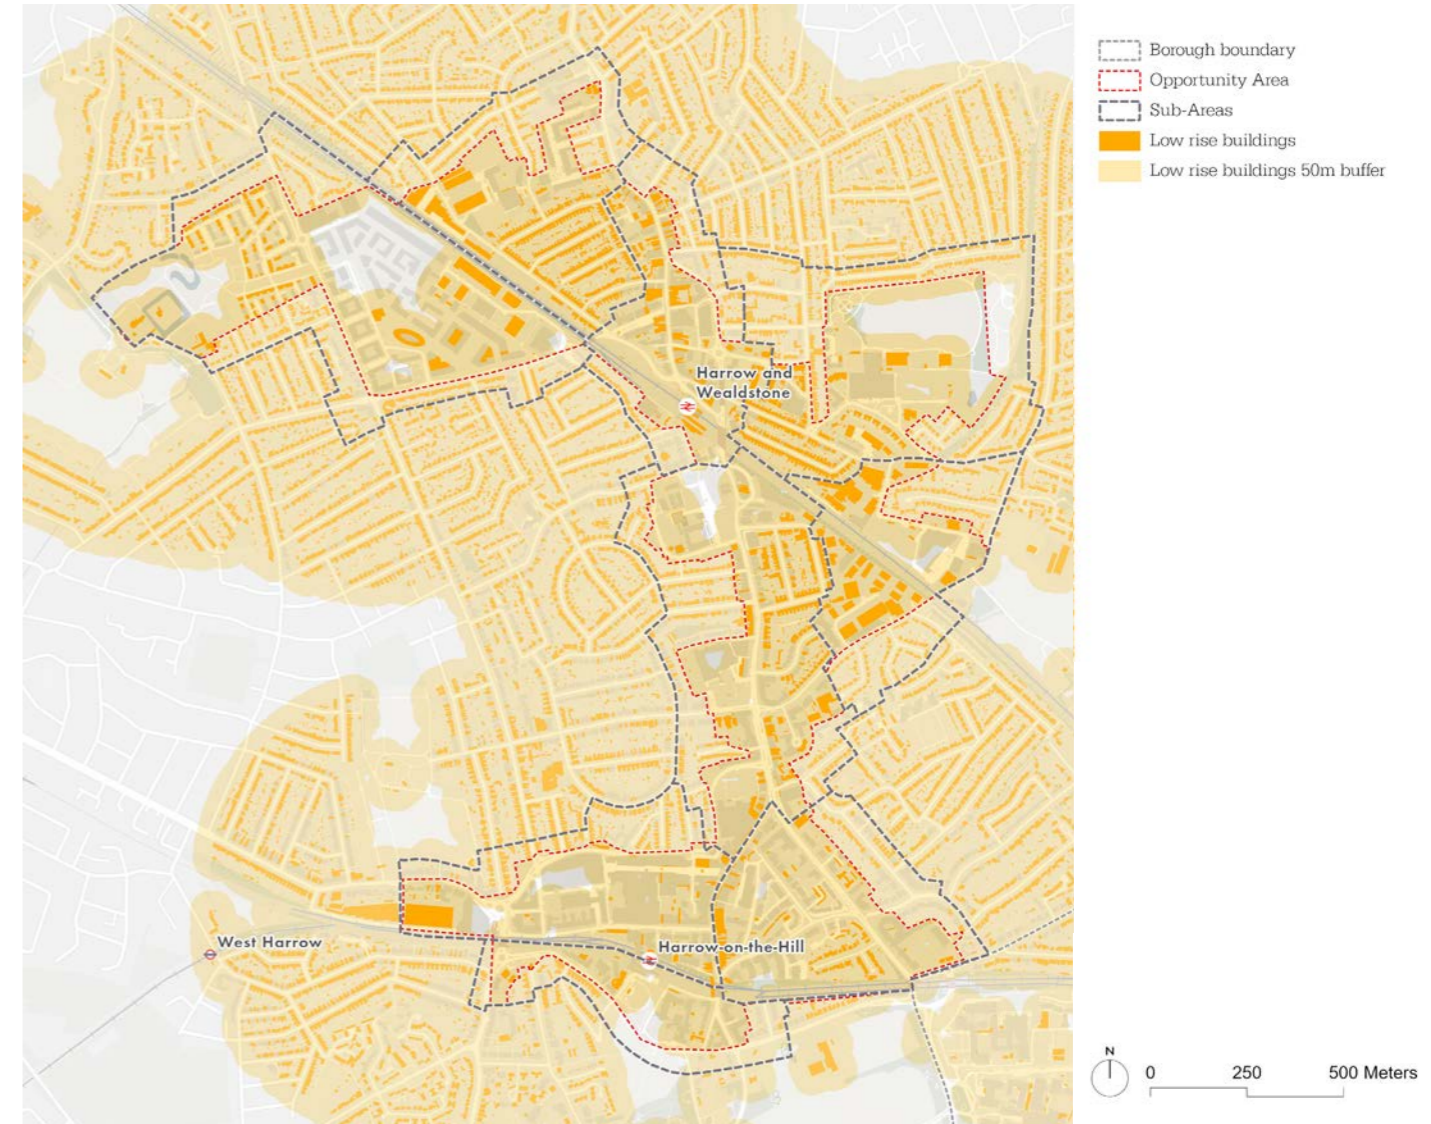 Borough boundary
Opportunity Area
Sub-Areas
Low rise buildings
Low rise buildings 50m buffer
Harrow and
Wealdstone
West Harrow
Harrow-on-the-Hill
N
0 250 500 Meters